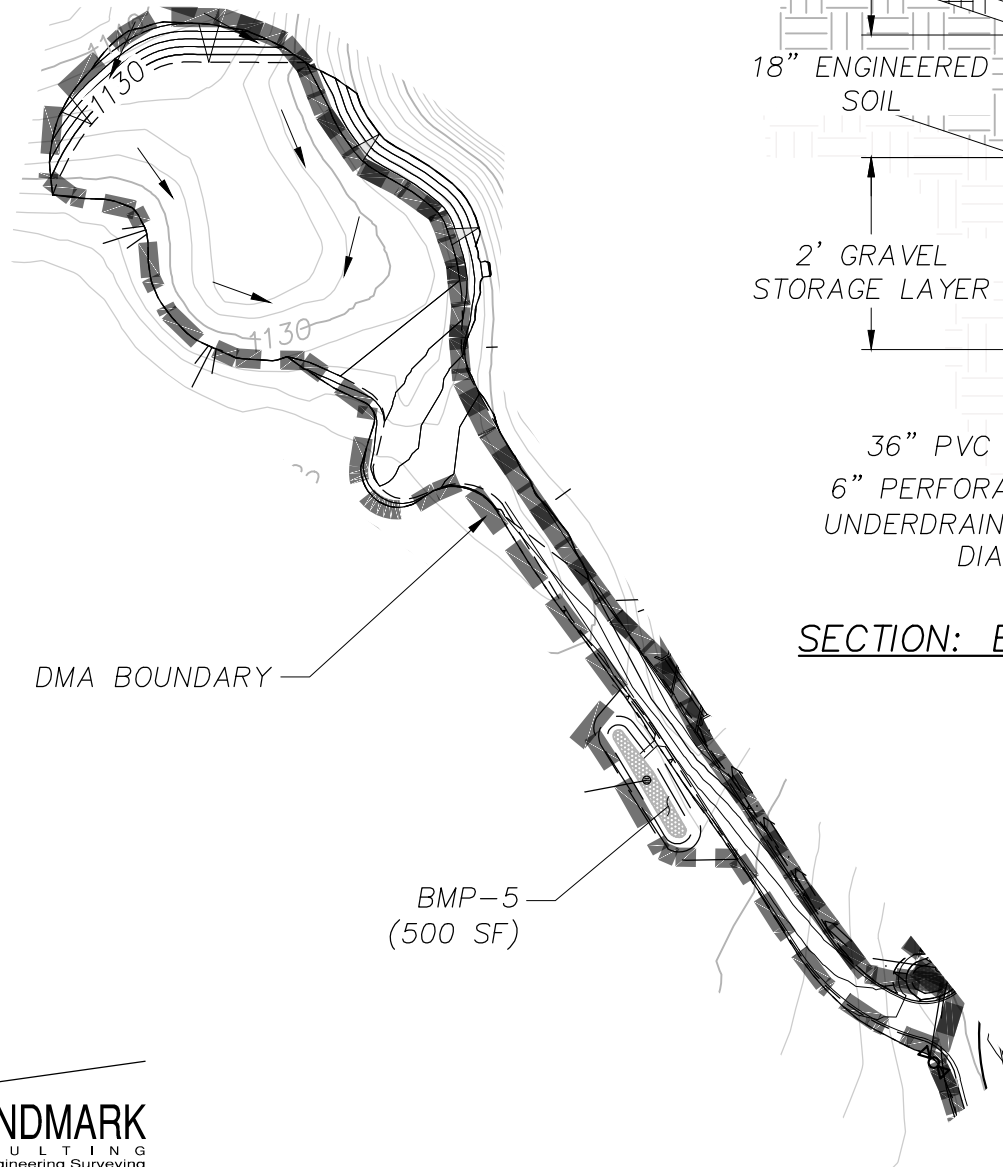 1130
1130
18" ENGINEERED
SOIL
2' GRAVEL
STORAGE LAYER
36" PVC
6" PERFORA
UNDERDRAIN
DIA
SECTION: B
DMA BOUNDARY
BMP-5
(500 SF)
NDMARK
ULTING
gineering Surveying